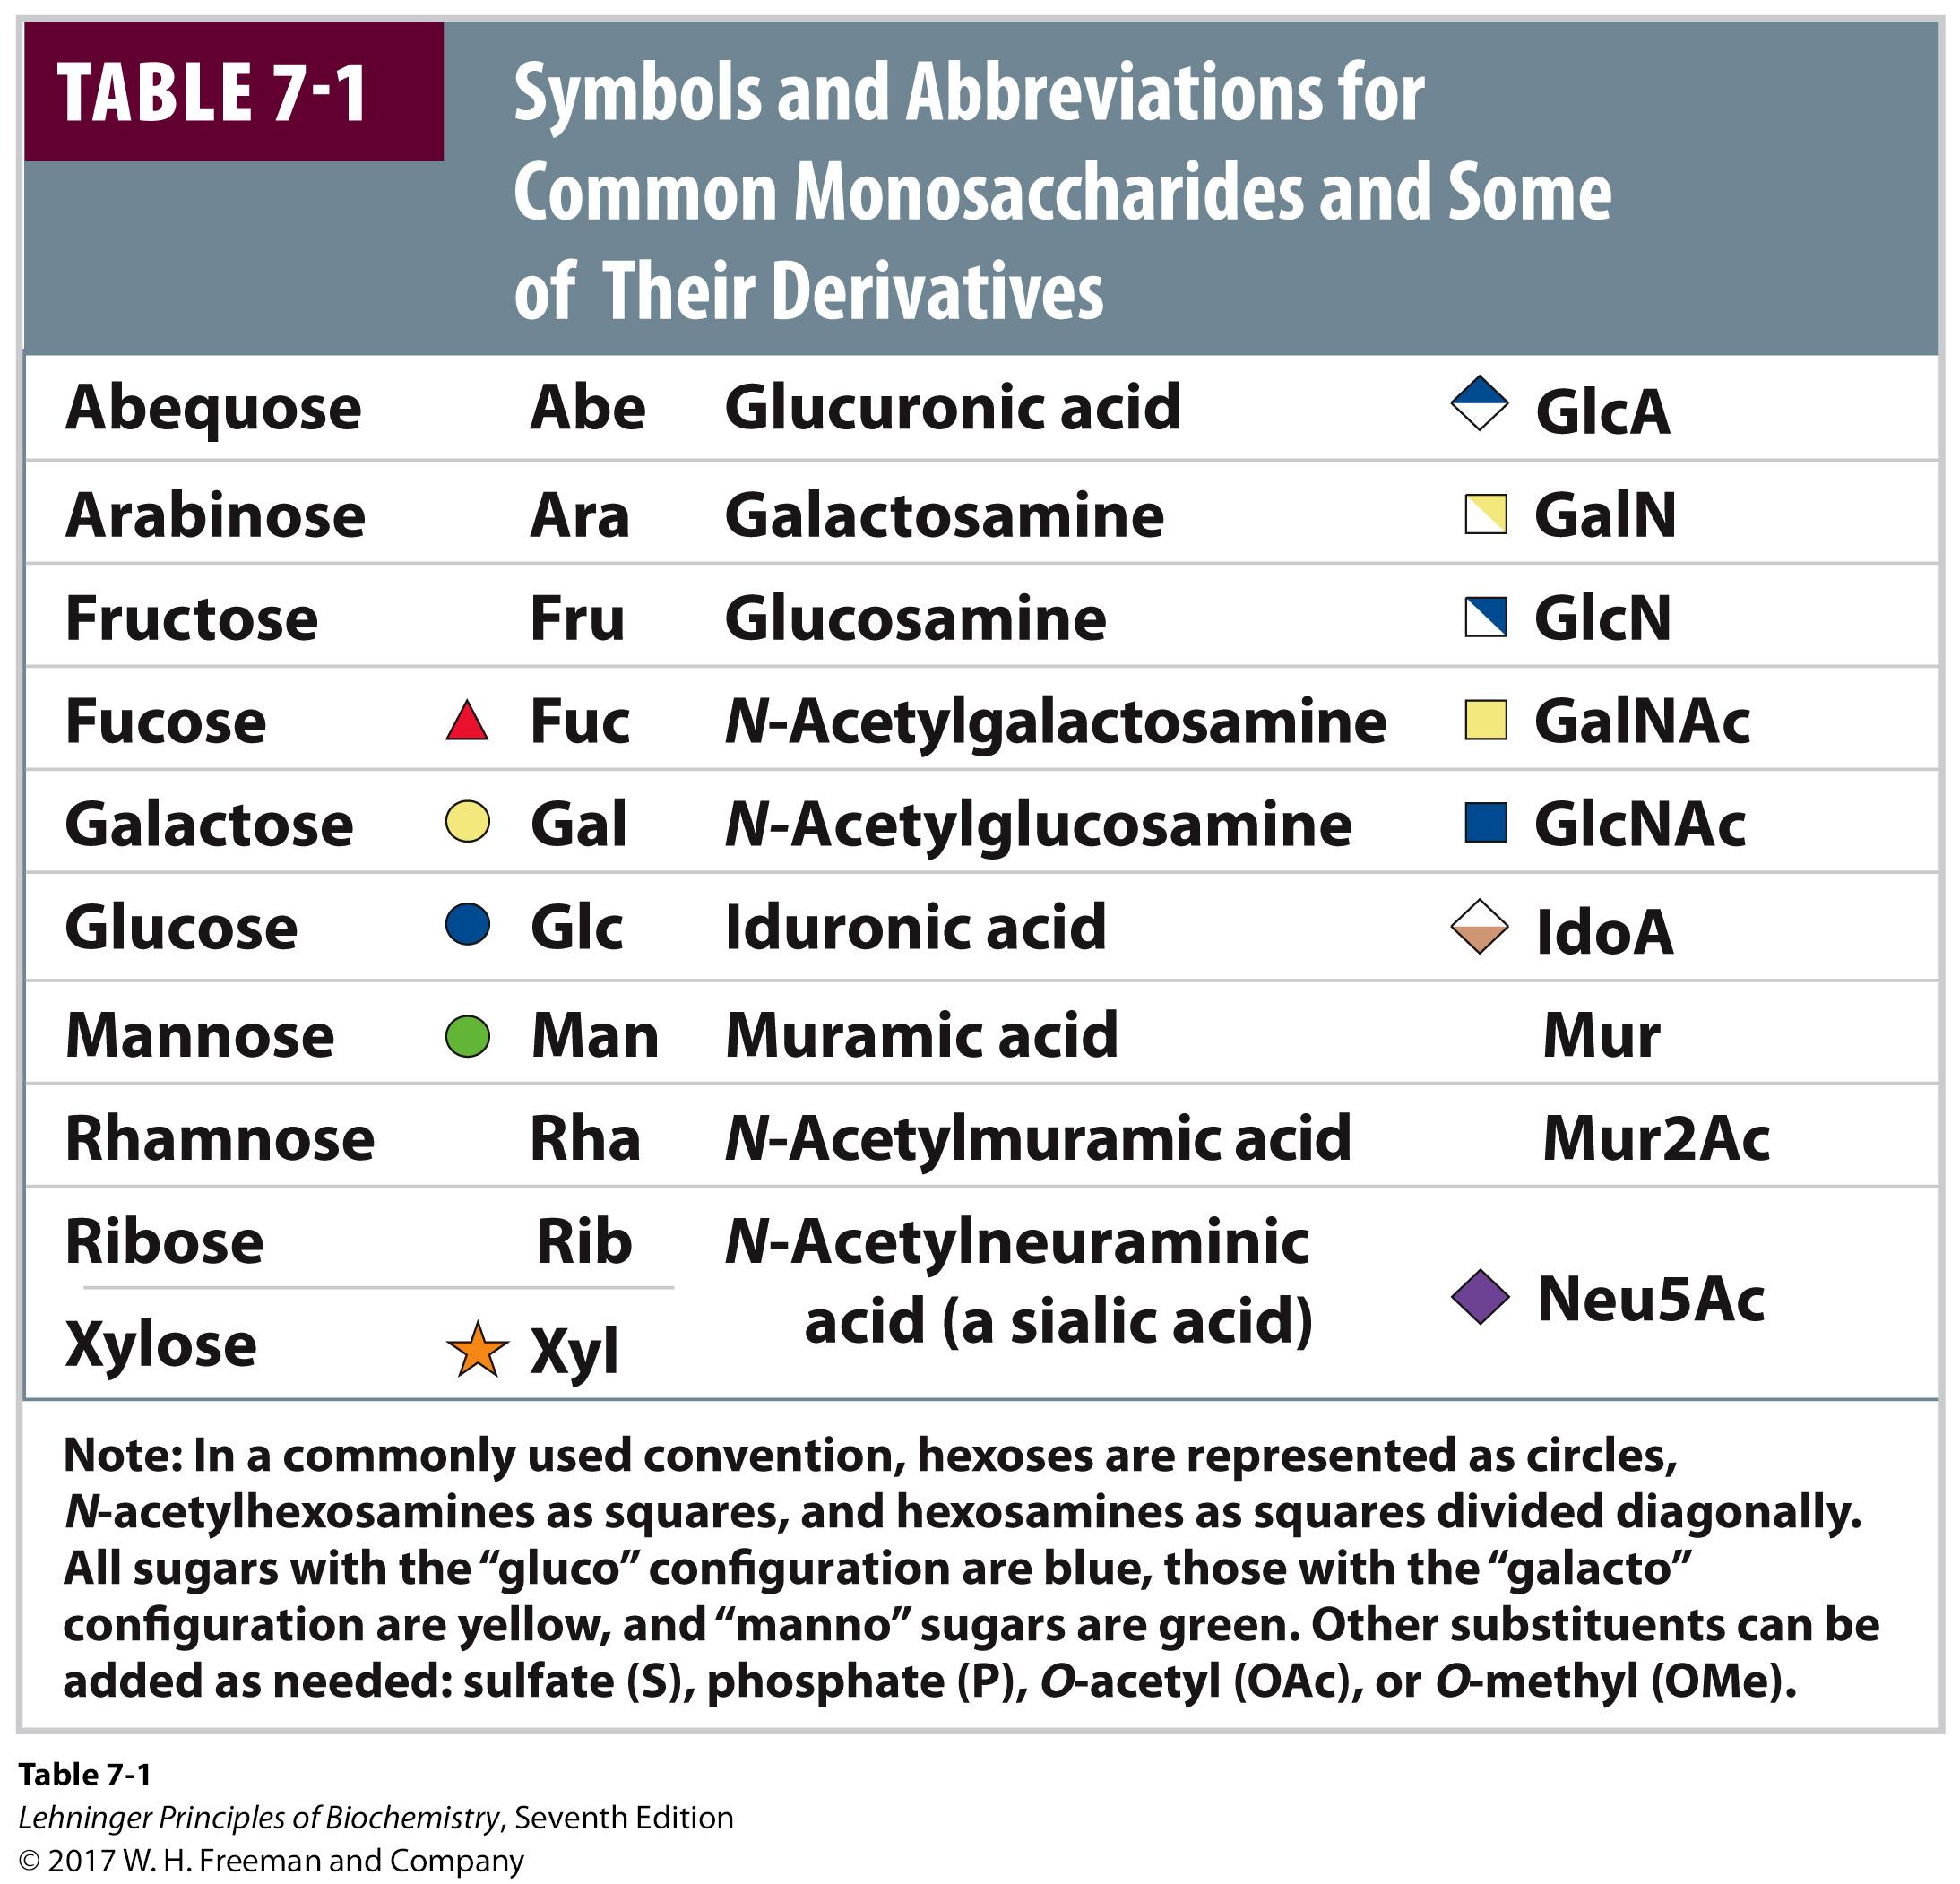 TABLE 7-1
Symbols and Abbreviations for
Common Monosaccharides and Some
of Their Derivatives
Abequose Abe Glucuronic acid GlcA
Arabinose Ara Galactosamine GalN
Fructose Fru Glucosamine GlcN
Fucose Fuc N-Acetylgalactosamine GalNAc
Galactose Gal N-Acetylglucosamine GlcNAc
Glucose Glc Iduronic acid IdoA
Mannose Man Muramic acid Mur
Rhamnose Rha N-Acetylmuramic acid Mur2Ac
Ribose Rib N-Acetylneuraminic
acid (a sialic acid) Neu5Ac
Xylose Xyl
Note: In a commonly used convention, hexoses are represented as circles,
N-acetylhexosamines as squares, and hexosamines as squares divided diagonally.
All sugars with the “gluco” configuration are blue, those with the “galacto”
configuration are yellow, and “manno” sugars are green. Other substituents can be
added as needed: sulfate (S), phosphate (P), O-acetyl (OAc), or O-methyl (OMe).
Table 7-1
Lehninger Principles of Biochemistry, Seventh Edition
© 2017 W. H. Freeman and Company